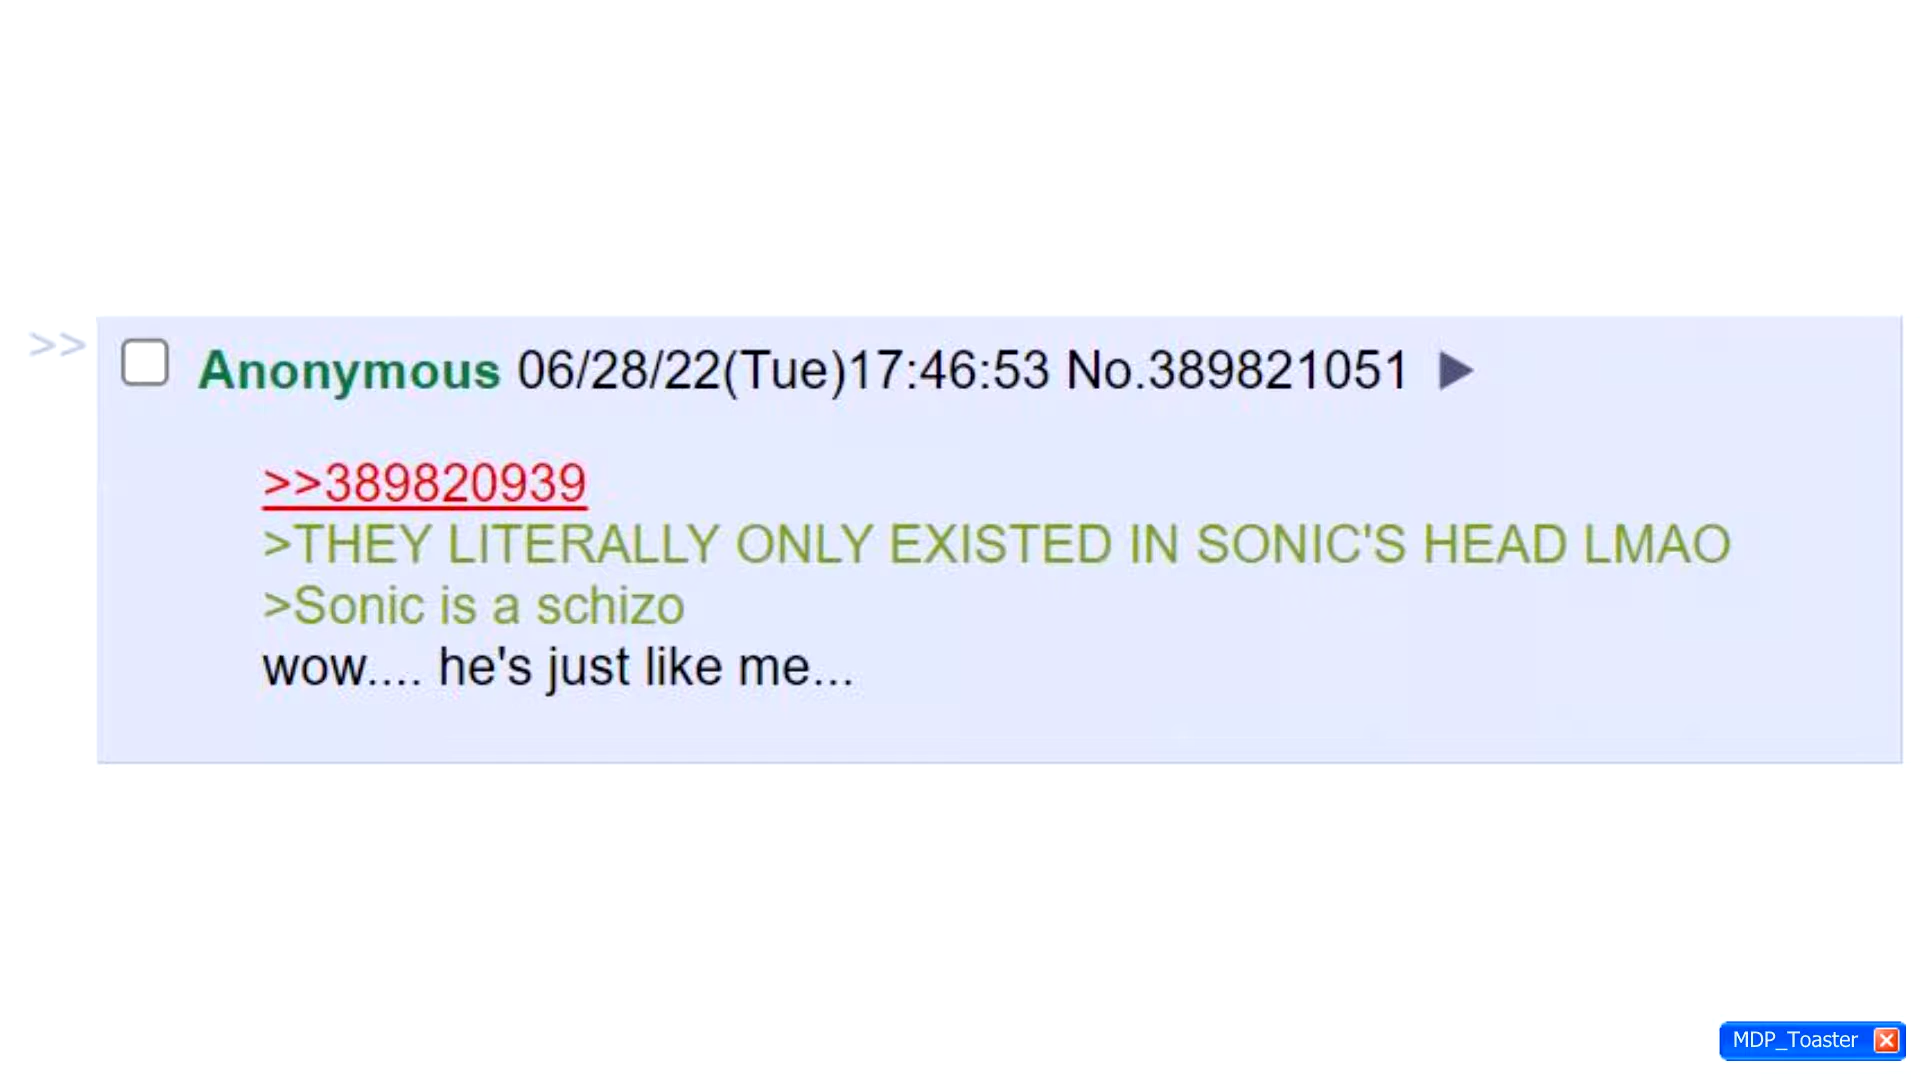 >>
Anonymous 06/28/22(Tue)17:46:53 No.389821051 ▶
>>389820939
>THEY LITERALLY ONLY EXISTED IN SONIC'S HEAD LMAO
>Sonic is a schizo
wow.... he's just like me...
MDP_Toaster